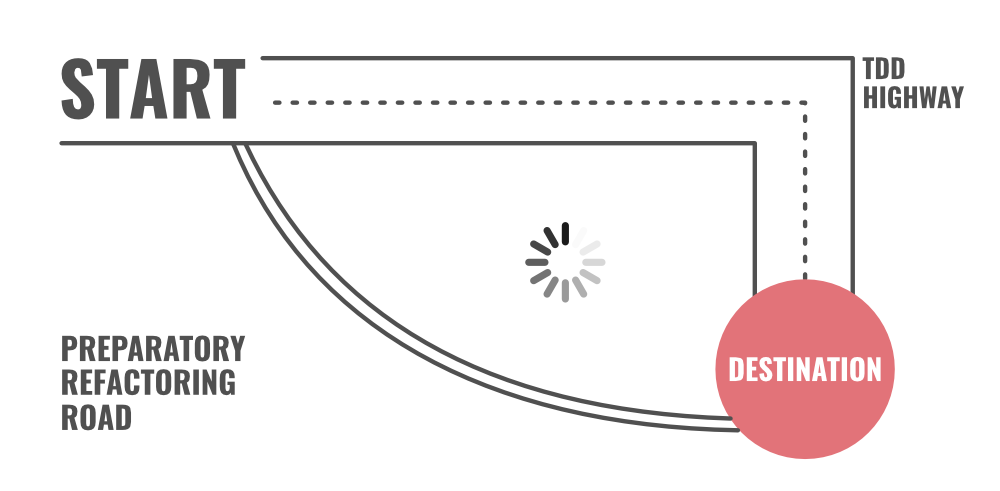 START
TDD
HIGHWAY
PREPARATORY
REFACTORING
ROAD
DESTINATION